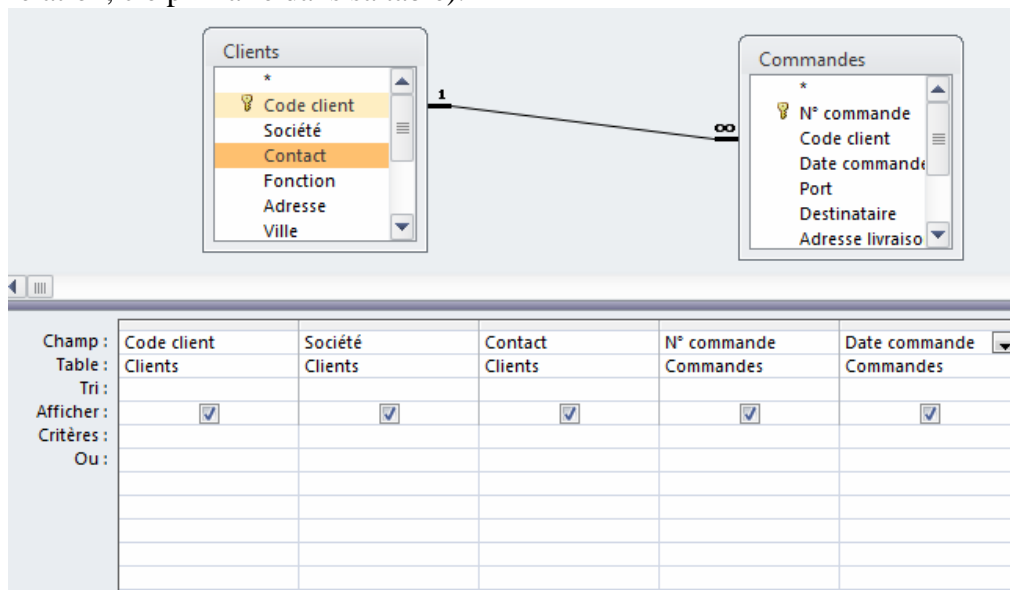 Clients
*
Code client
Société
Contact
Fonction
Adresse
Ville
1
∞
Commandes
*
N° commande
Code client
Date commande
Port
Destinataire
Adresse livraiso
Champ : Code client Société Contact N° commande Date commande
Table : Clients Clients Clients Commandes Commandes
Tri :
Afficher :
Critères :
Ou :